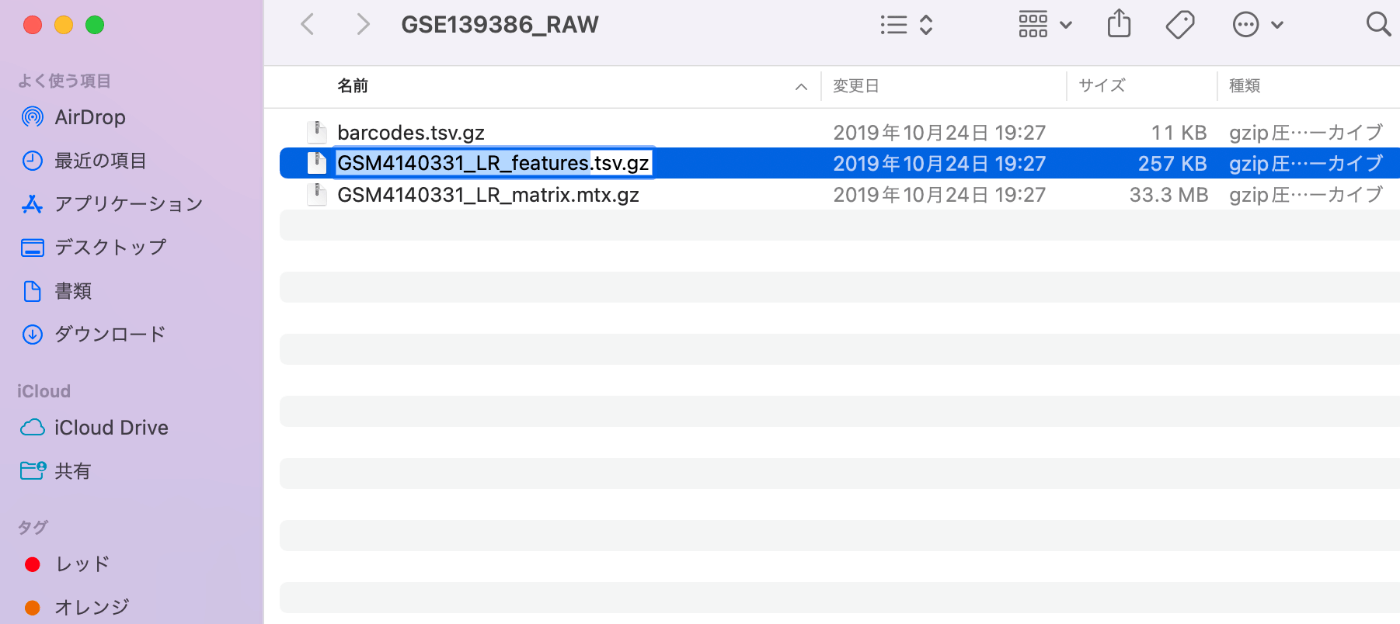 GSE139386_RAW
よく使う項目
AirDrop
最近の項目
アプリケーション
デスクトップ
書類
ダウンロード
iCloud
iCloud Drive
共有
タグ
レッド
オレンジ
名前 変更日 サイズ 種類
barcodes.tsv.gz 2019年10月24日 19:27 11 KB gzip圧…ーカイブ
GSM4140331_LR_features.tsv.gz 2019年10月24日 19:27 257 KB gzip圧…ーカイブ
GSM4140331_LR_matrix.mtx.gz 2019年10月24日 19:27 33.3 MB gzip圧…ーカイブ